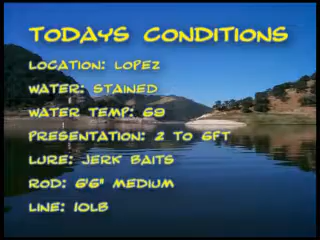 TODAYS CONDITIONS
LOCATION: LOPEZ
WATER: STAINED
WATER TEMP: 69
PRESENTATION: 2 TO 6FT
LURE: JERK BAITS
ROD: 6'6" MEDIUM
LINE: 10LB